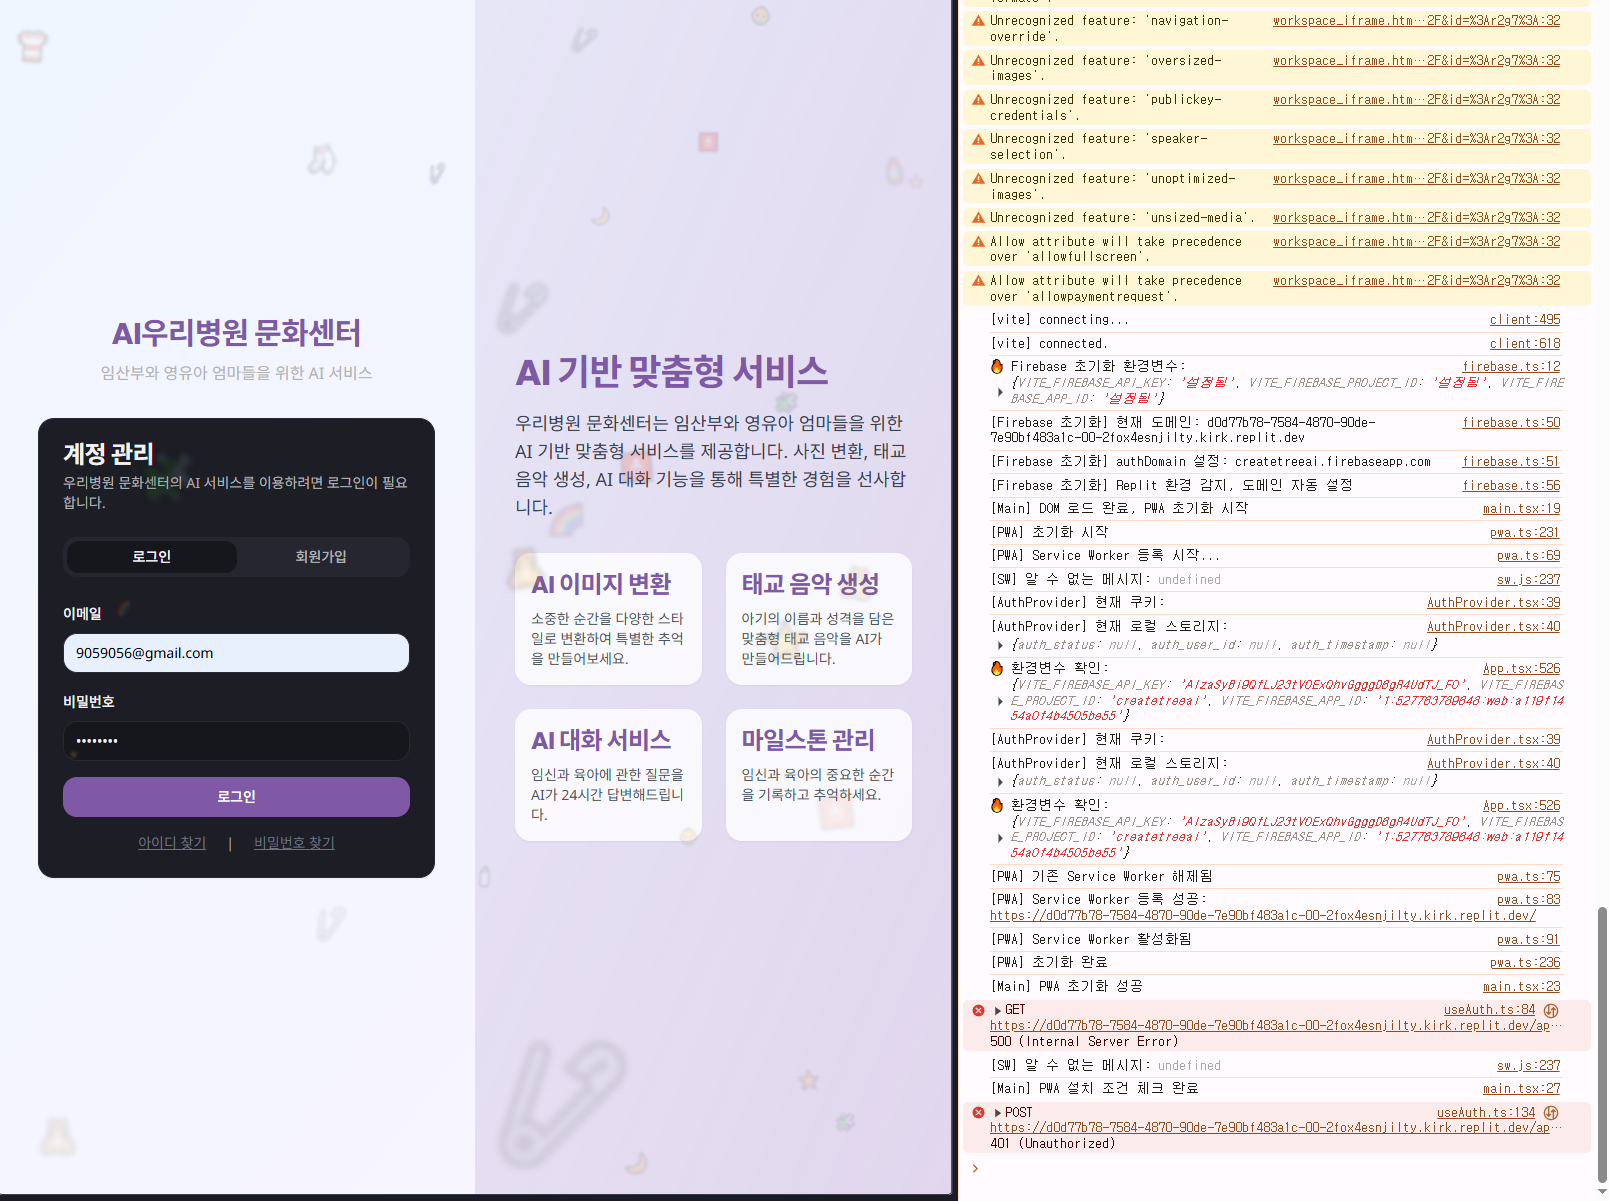 AI우리병원 문화센터
임산부와 영유아 엄마들을 위한 AI 서비스
계정 관리
우리병원 문화센터의 AI 서비스를 이용하려면 로그인이 필요
합니다.
로그인
회원가입
이메일
9059056@gmail.com
비밀번호
••••••••
로그인
아이디 찾기 | 비밀번호 찾기
AI 기반 맞춤형 서비스
우리병원 문화센터는 임산부와 영유아 엄마들을 위한
AI 기반 맞춤형 서비스를 제공합니다. 사진 변환, 태교
음악 생성, AI 대화 기능을 통해 특별한 경험을 선사합
니다.
AI 이미지 변환
소중한 순간을 다양한 스타
일로 변환하여 특별한 추억
을 만들어보세요.
태교 음악 생성
아기의 이름과 성격을 담은
맞춤형 태교 음악을 AI가
만들어드립니다.
AI 대화 서비스
임신과 육아에 관한 질문을
AI가 24시간 답변해드립니
다.
마일스톤 관리
임신과 육아의 중요한 순간
을 기록하고 추억하세요.
Unrecognized feature: 'navigation- workspace_iframe.htm…2F&id=%3Ar2g7%3A:32
override'.
Unrecognized feature: 'oversized- workspace_iframe.htm…2F&id=%3Ar2g7%3A:32
images'.
Unrecognized feature: 'publickey- workspace_iframe.htm…2F&id=%3Ar2g7%3A:32
credentials'.
Unrecognized feature: 'speaker- workspace_iframe.htm…2F&id=%3Ar2g7%3A:32
selection'.
Unrecognized feature: 'unoptimized- workspace_iframe.htm…2F&id=%3Ar2g7%3A:32
images'.
Unrecognized feature: 'unsized-media'. workspace_iframe.htm…2F&id=%3Ar2g7%3A:32
Allow attribute will take precedence workspace_iframe.htm…2F&id=%3Ar2g7%3A:32
over 'allowfullscreen'.
Allow attribute will take precedence workspace_iframe.htm…2F&id=%3Ar2g7%3A:32
over 'allowpaymentrequest'.
[vite] connecting... client:495
[vite] connected. client:618
🔥 Firebase 초기화 환경변수: firebase.ts:12
{VITE_FIREBASE_API_KEY: '설정됨', VITE_FIREBASE_PROJECT_ID: '설정됨', VITE_FIRE
BASE_APP_ID: '설정됨'}
[Firebase 초기화] 현재 도메인: d0d77b78-7584-4870-90de- firebase.ts:50
7e90bf483a1c-00-2fox4esnjilty.kirk.replit.dev
[Firebase 초기화] authDomain 설정: createtreeai.firebaseapp.com firebase.ts:51
[Firebase 초기화] Replit 환경 감지, 도메인 자동 설정 firebase.ts:56
[Main] DOM 로드 완료, PWA 초기화 시작 main.tsx:19
[PWA] 초기화 시작 pwa.ts:231
[PWA] Service Worker 등록 시작... pwa.ts:69
[SW] 알 수 없는 메시지: undefined sw.js:237
[AuthProvider] 현재 쿠키: AuthProvider.tsx:39
[AuthProvider] 현재 로컬 스토리지: AuthProvider.tsx:40
{auth_status: null, auth_user_id: null, auth_timestamp: null}
🔥 환경변수 확인: App.tsx:526
{VITE_FIREBASE_API_KEY: VITE_FIREBAS
E_PROJECT_ID: 'createtreeai', VITE_FIREBASE_APP_ID:
[AuthProvider] 현재 쿠키: AuthProvider.tsx:39
[AuthProvider] 현재 로컬 스토리지: AuthProvider.tsx:40
{auth_status: null, auth_user_id: null, auth_timestamp: null}
🔥 환경변수 확인: App.tsx:526
{VITE_FIREBASE_API_KEY: VITE_FIREBAS
E_PROJECT_ID: 'createtreeai', VITE_FIREBASE_APP_ID:
[PWA] 기존 Service Worker 해제됨 pwa.ts:75
[PWA] Service Worker 등록 성공: pwa.ts:83
https://d0d77b78-7584-4870-90de-7e90bf483a1c-00-2fox4esnjilty.kirk.replit.dev/
[PWA] Service Worker 활성화됨 pwa.ts:91
[PWA] 초기화 완료 pwa.ts:236
[Main] PWA 초기화 성공 main.tsx:23
GET useAuth.ts:84
https://d0d77b78-7584-4870-90de-7e90bf483a1c-00-2fox4esnjilty.kirk.replit.dev/ap…
500 (Internal Server Error)
[SW] 알 수 없는 메시지: undefined sw.js:237
[Main] PWA 설치 조건 체크 완료 main.tsx:27
POST useAuth.ts:134
https://d0d77b78-7584-4870-90de-7e90bf483a1c-00-2fox4esnjilty.kirk.replit.dev/ap…
401 (Unauthorized)